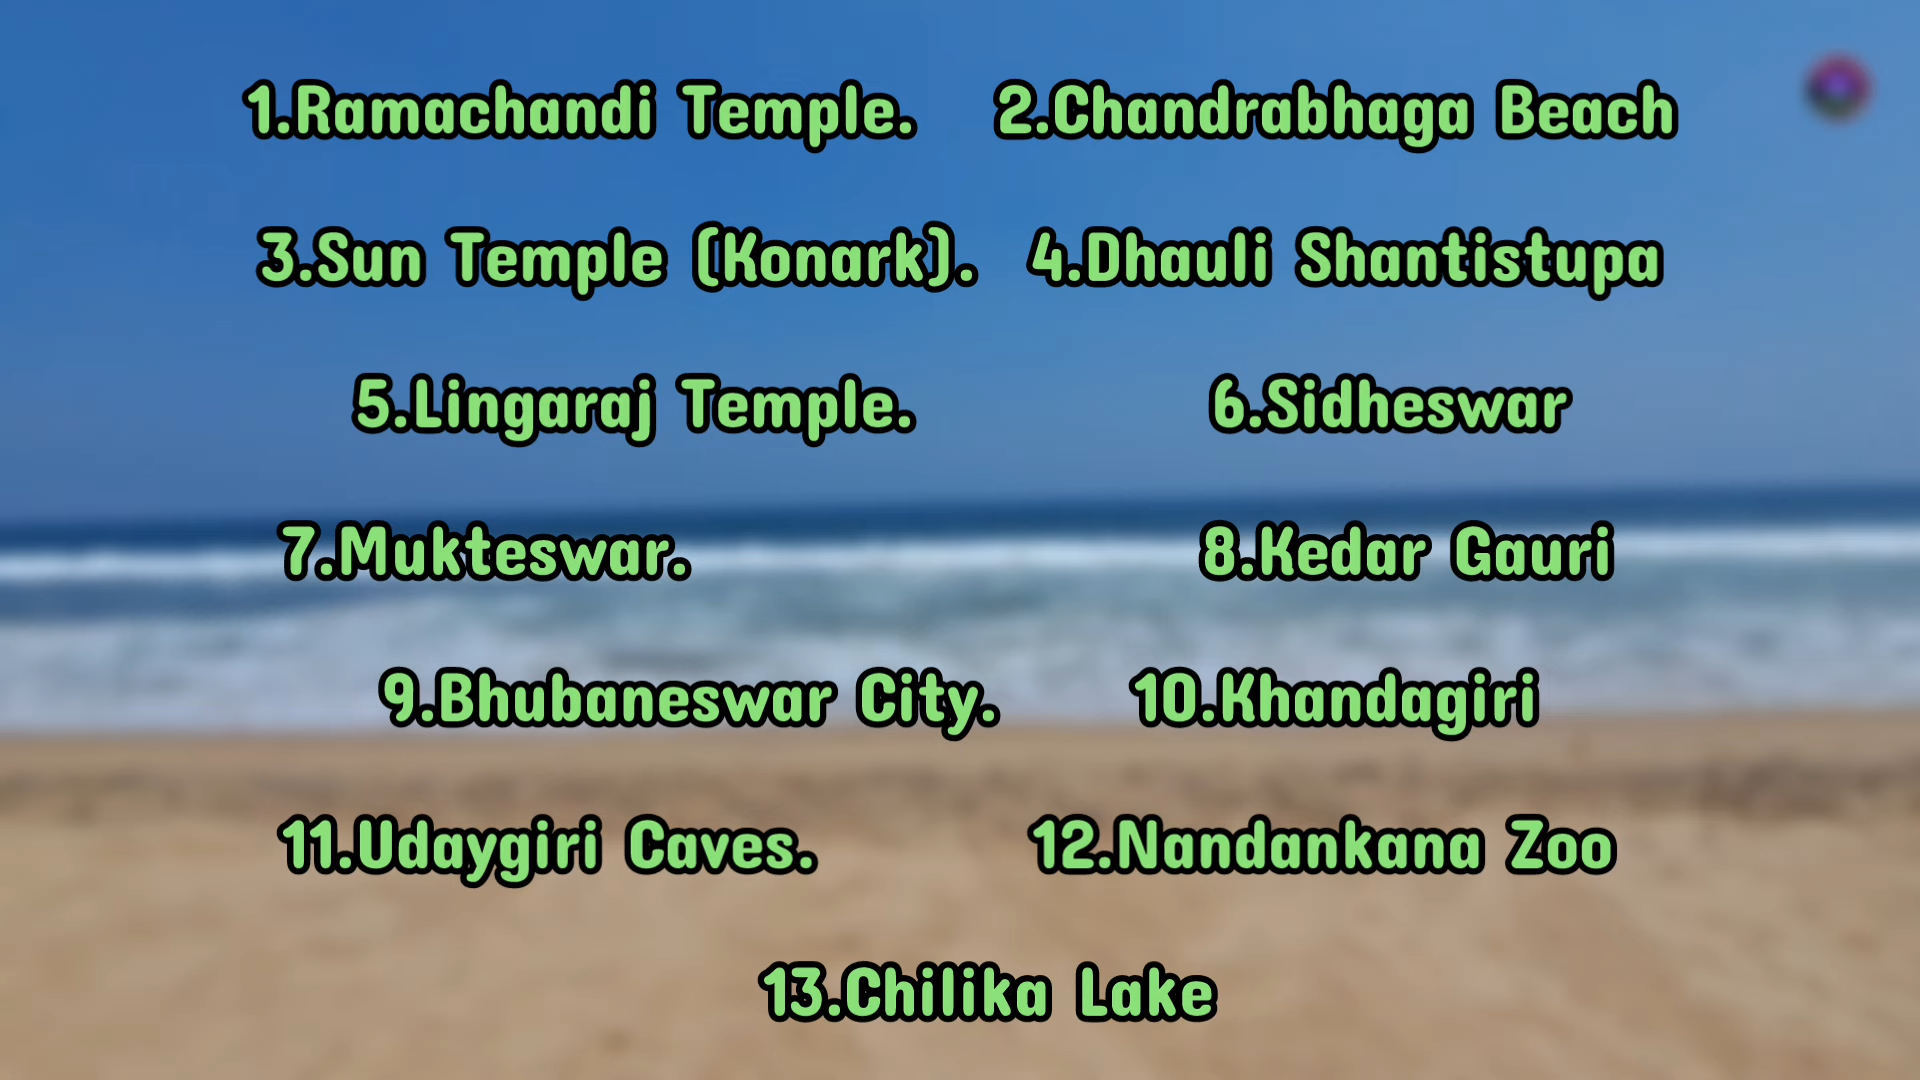 1.Ramachandi Temple. 2.Chandrabhaga Beach
3.Sun Temple (Konark). 4.Dhauli Shantistupa
5.Lingaraj Temple. 6.Sidheswar
7.Mukteswar. 8.Kedar Gauri
9.Bhubaneswar City. 10.Khandagiri
11.Udaygiri Caves. 12.Nandankana Zoo
13.Chilika Lake